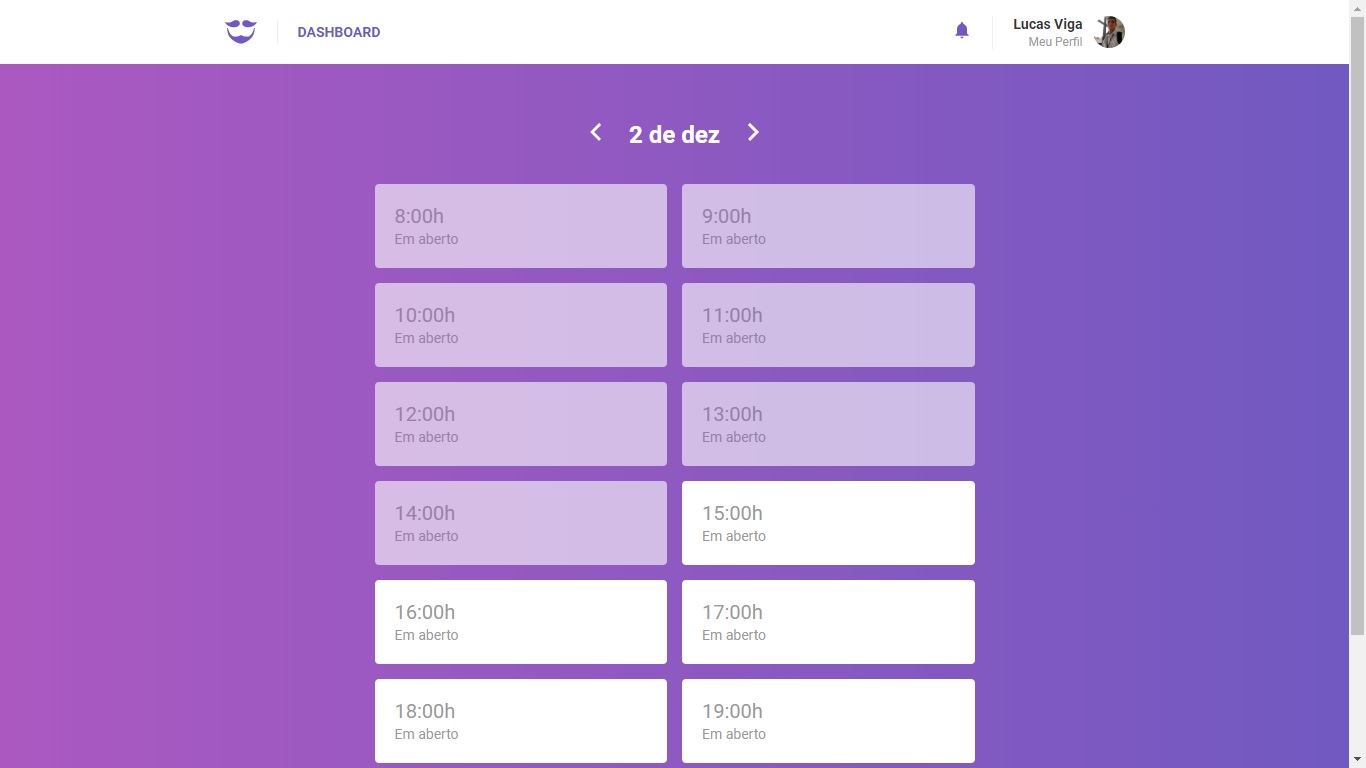 DASHBOARD
Lucas Viga
Meu Perfil
2 de dez
8:00h
Em aberto
9:00h
Em aberto
10:00h
Em aberto
11:00h
Em aberto
12:00h
Em aberto
13:00h
Em aberto
14:00h
Em aberto
15:00h
Em aberto
16:00h
Em aberto
17:00h
Em aberto
18:00h
Em aberto
19:00h
Em aberto